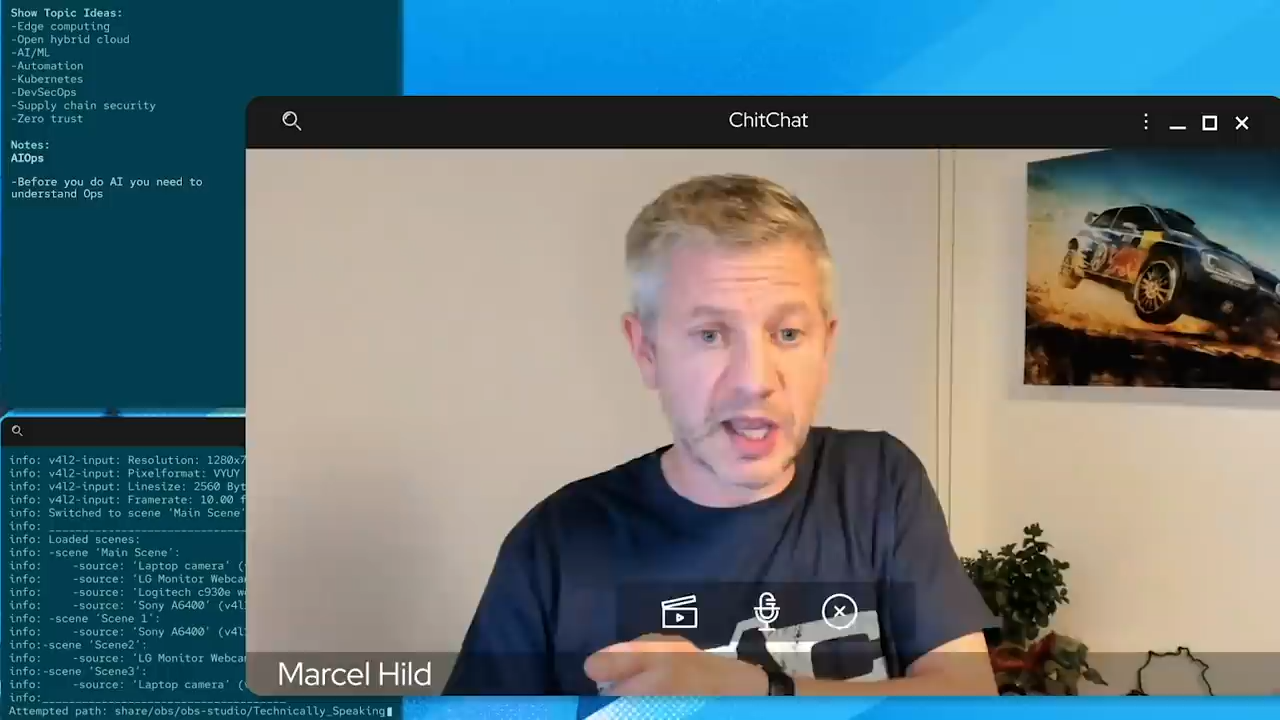 Show Topic Ideas:
-Edge computing
-Open hybrid cloud
-AI/ML
-Automation
-Kubernetes
-DevSecOps
-Supply chain security
-Zero trust
Notes:
AIOps
-Before you do AI you need to
understand Ops
ChitChat
info: v4l2-input: Resolution: 1280x7
info: v4l2-input: Pixelformat: VYUY
info: v4l2-input: Linesize: 2560 Byt
info: v4l2-input: Framerate: 10.00 f
info: Switched to scene 'Main Scene'
info: ______________________________
info: Loaded scenes:
info: -scene 'Main Scene':
info:    -source: 'Laptop camera' (
info:    -source: 'LG Monitor Webcam
info:    -source: 'Logitech c930e we
info:    -source: 'Sony A6400' (v4l
info: -scene 'Scene 1':
info:    -source: 'Sony A6400' (v4l
info:-scene 'Scene2':
info:    -source: 'LG Monitor Webcam
info:-scene 'Scene3':
info:    -source: 'Laptop camera' (v
info:______________________________
Attempted path: share/obs/obs-studio/Technically_Speaking
Marcel Hild